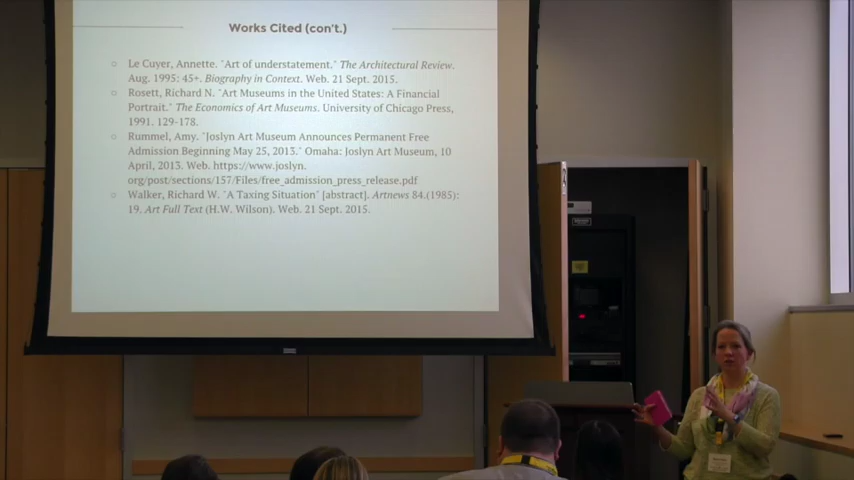 Works Cited (con't.)
Le Cuyer, Annette. "Art of understatement." The Architectural Review.
Aug. 1995: 45+. Biography in Context. Web. 21 Sept. 2015.
Rosett, Richard N. "Art Museums in the United States: A Financial
Portrait." The Economics of Art Museums. University of Chicago Press,
1991. 129-178.
Rummel, Amy. "Joslyn Art Museum Announces Permanent Free
Admission Beginning May 25, 2013." Omaha: Joslyn Art Museum, 10
April, 2013. Web. https://www.joslyn.
org/post/sections/157/Files/free_admission_press_release.pdf
Walker, Richard W. "A Taxing Situation" [abstract]. Artnews 84.(1985):
19. Art Full Text (H.W. Wilson). Web. 21 Sept. 2015.